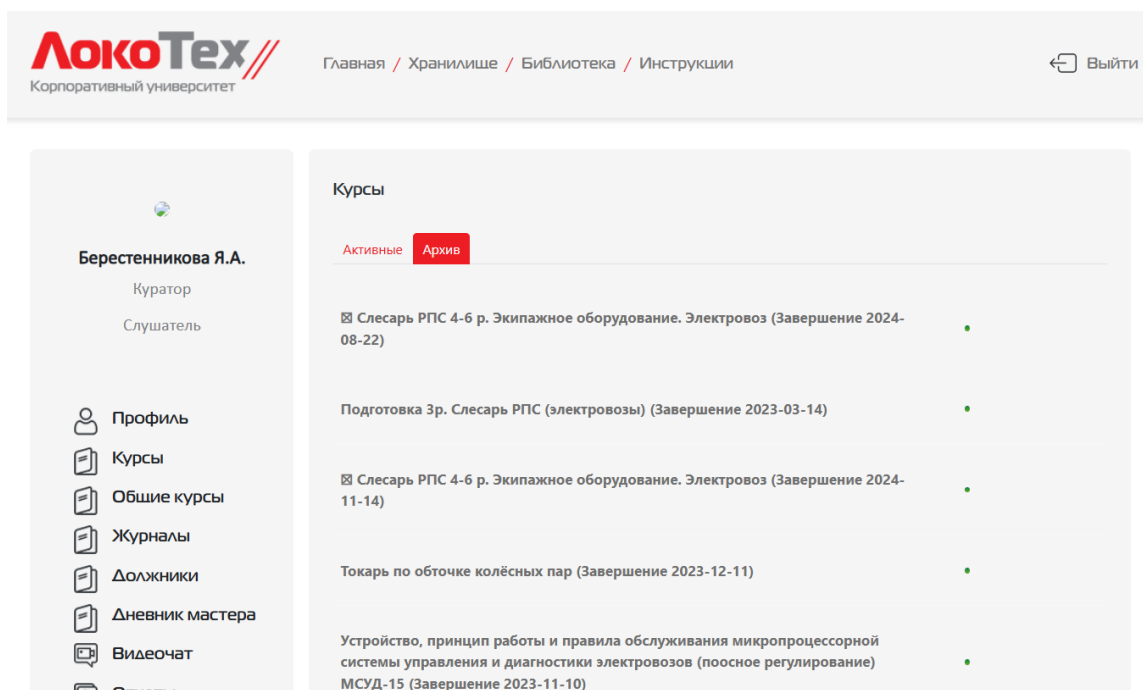 ЛокоТех
Корпоративный университет
Главная / Хранилище / Библиотека / Инструкции
Выйти
Берестенникова Я.А.
Куратор
Слушатель
Профиль
Курсы
Общие курсы
Журналы
Должники
Дневник мастера
Видеочат
Курсы
Активные Архив
☒ Слесарь РПС 4-6 р. Экипажное оборудование. Электровоз (Завершение 2024-
08-22)
Подготовка 3р. Слесарь РПС (электровозы) (Завершение 2023-03-14)
☒ Слесарь РПС 4-6 р. Экипажное оборудование. Электровоз (Завершение 2024-
11-14)
Токарь по обточке колёсных пар (Завершение 2023-12-11)
Устройство, принцип работы и правила обслуживания микропроцессорной
системы управления и диагностики электровозов (поосное регулирование)
МСУД-15 (Завершение 2023-11-10)